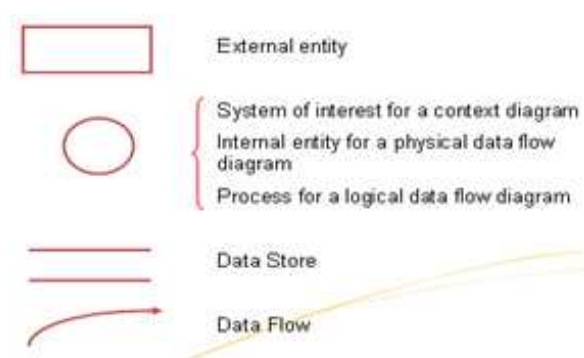 External entity
System of interest for a context diagram
Internal entity for a physical data flow
diagram
Process for a logical data flow diagram
Data Store
Data Flow